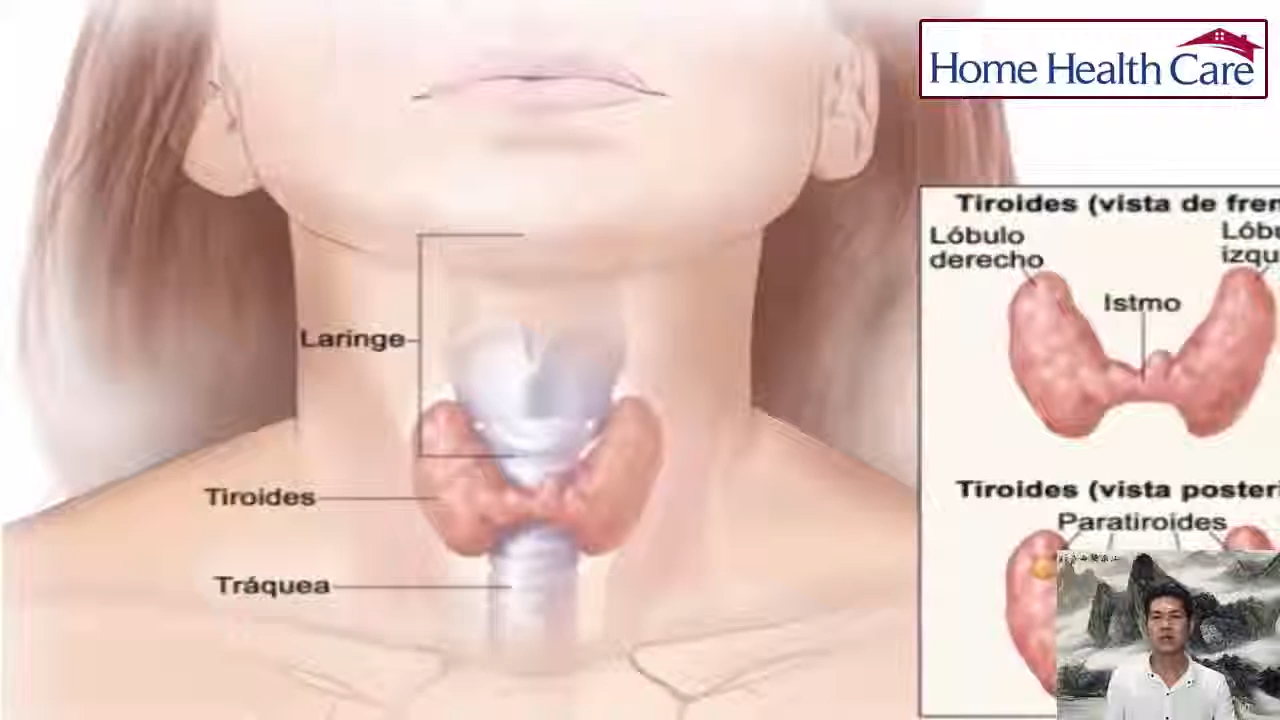 Home Health Care
Tiroides (vista de fren
Lóbulo
derecho
Lóbu
izqu
Istmo
Laringe
Tiroides
Tráquea
Tiroides (vista posteri
Paratiroides